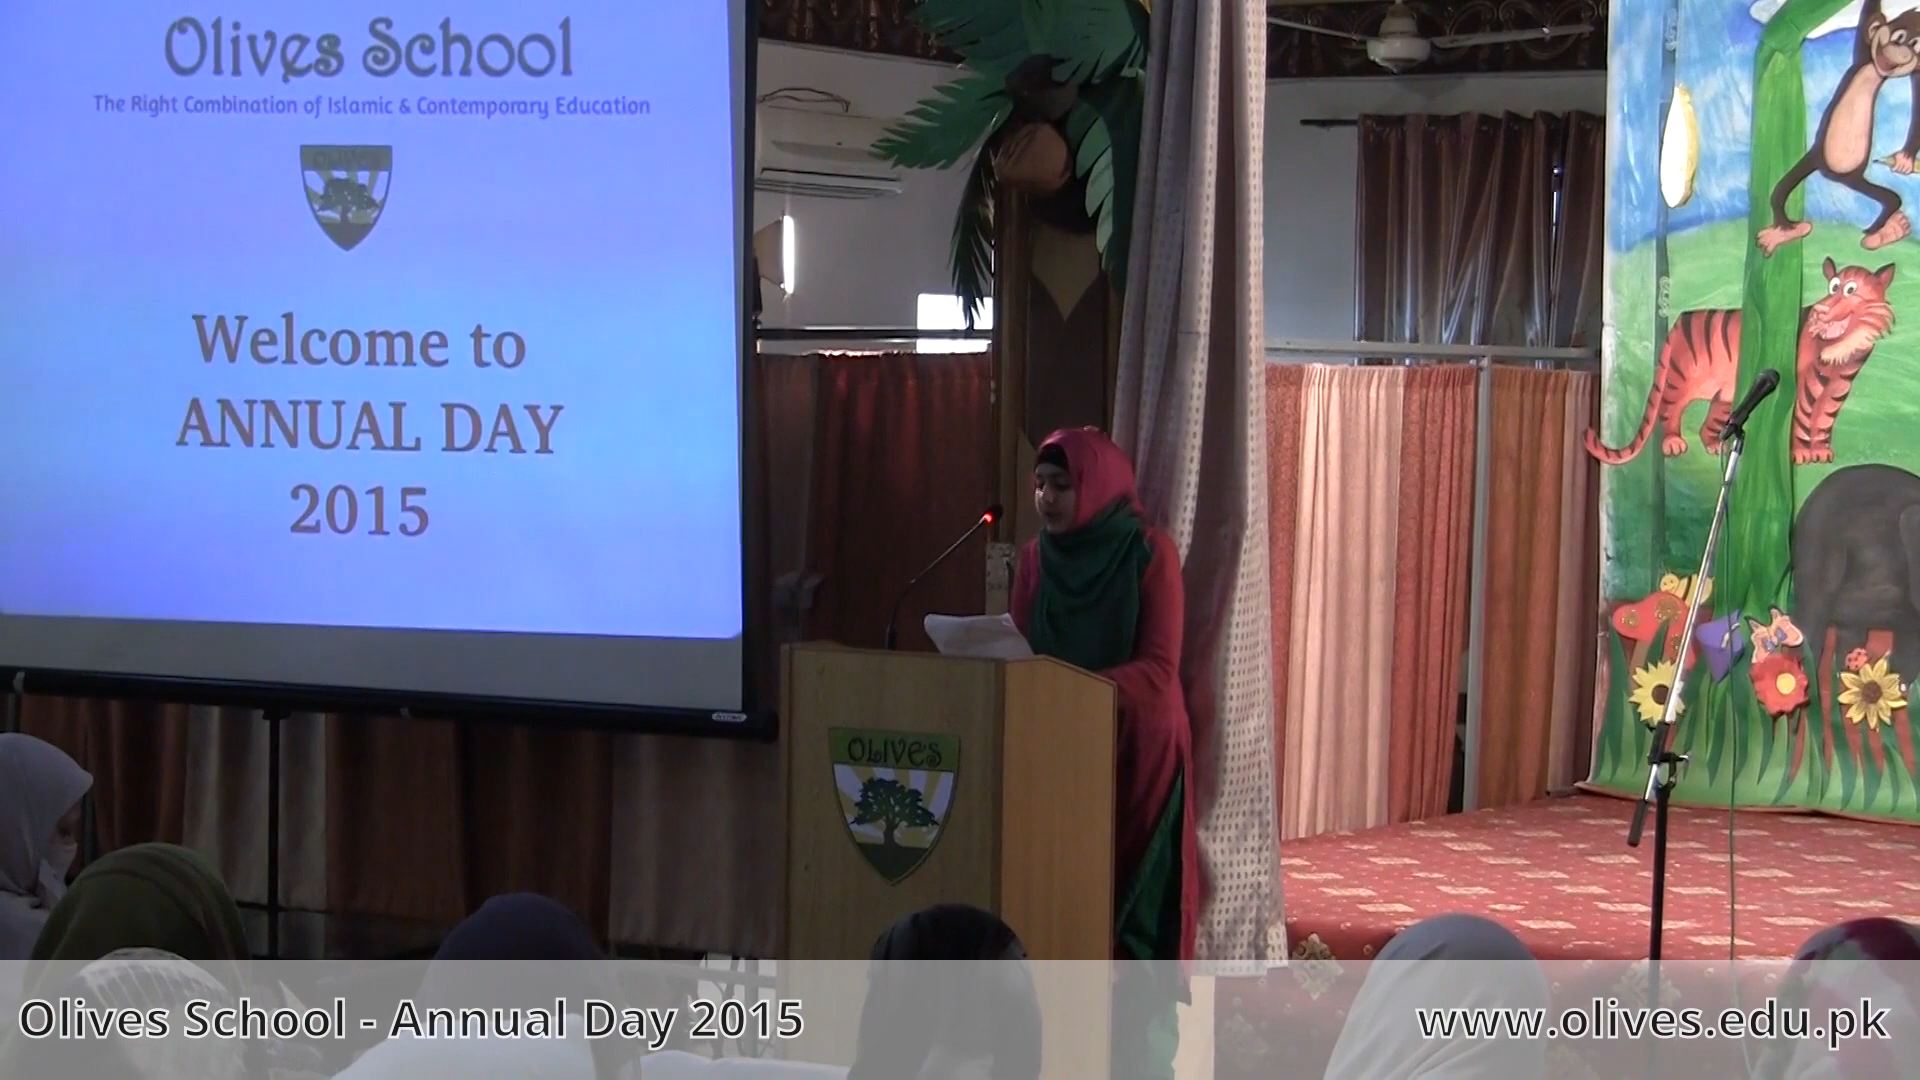 Olives School
The Right Combination of Islamic & Contemporary Education
OLIVES
Welcome to
ANNUAL DAY
2015
OLIVES
Olives School - Annual Day 2015
www.olives.edu.pk